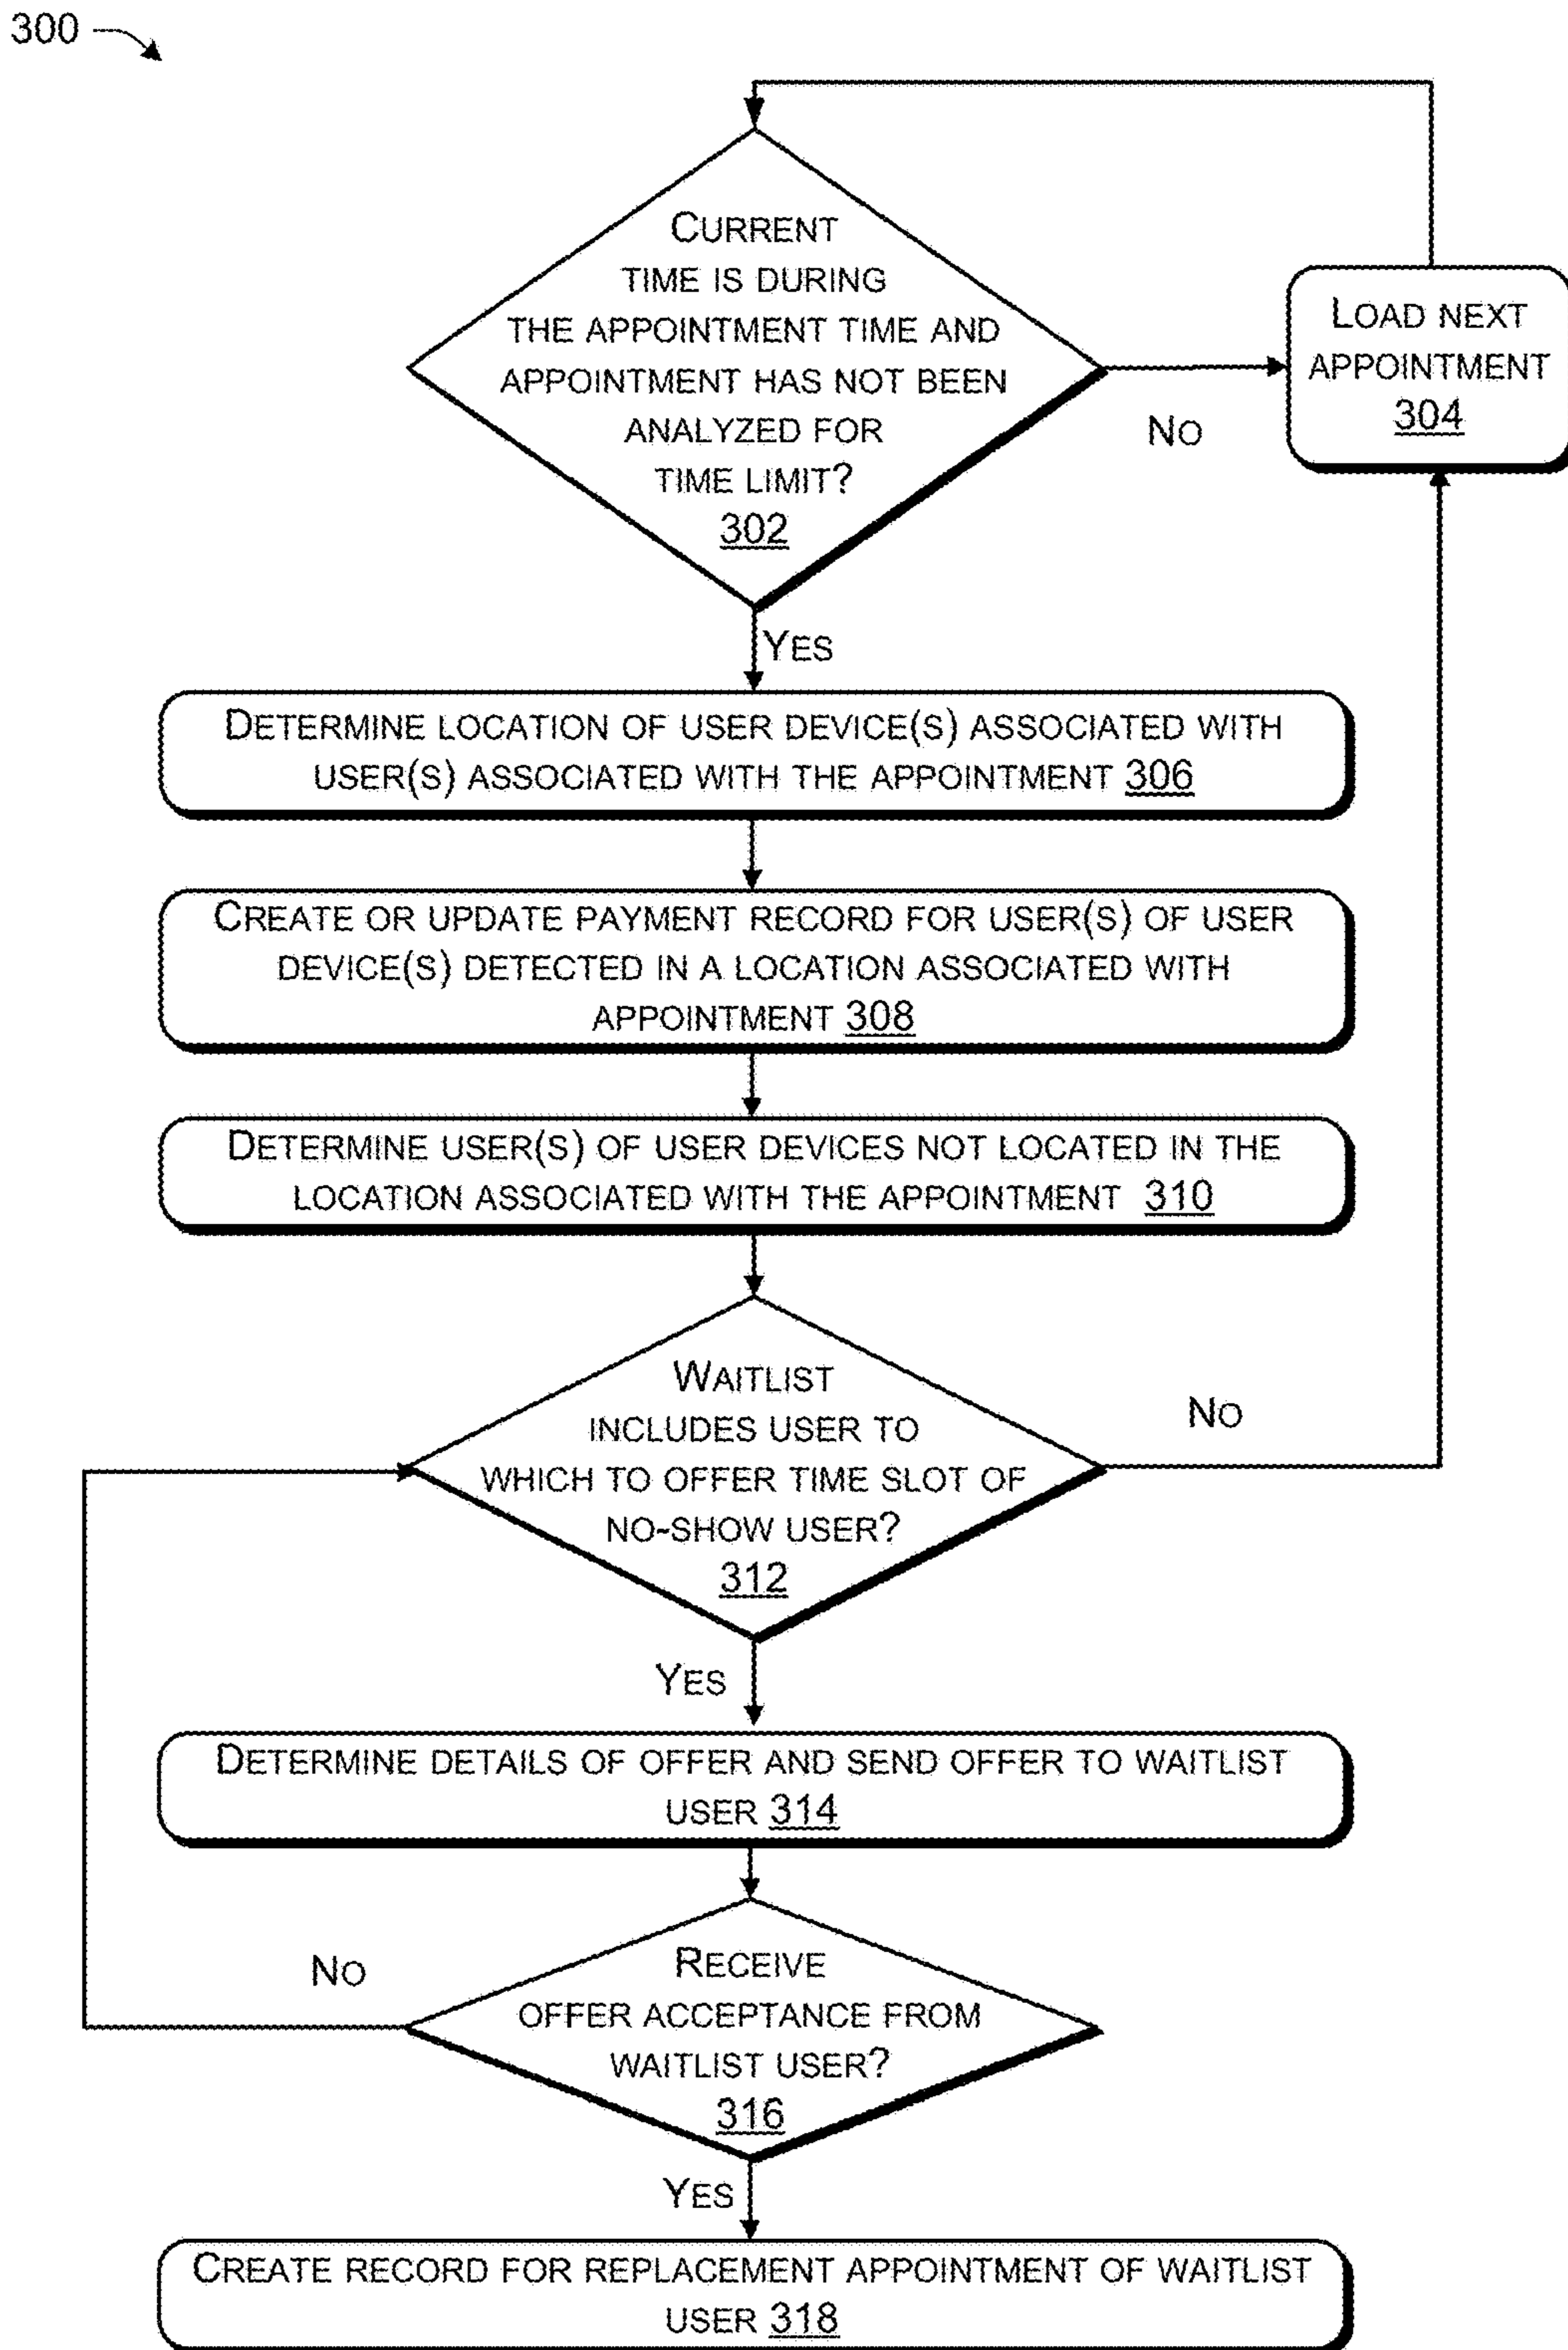 300
CURRENT
TIME IS DURING
THE APPOINTMENT TIME AND
APPOINTMENT HAS NOT BEEN
ANALYZED FOR
TIME LIMIT?
302
NO
LOAD NEXT
APPOINTMENT
304
YES
DETERMINE LOCATION OF USER DEVICE(S) ASSOCIATED WITH
USER(S) ASSOCIATED WITH THE APPOINTMENT 306
CREATE OR UPDATE PAYMENT RECORD FOR USER(S) OF USER
DEVICE(S) DETECTED IN A LOCATION ASSOCIATED WITH
APPOINTMENT 308
DETERMINE USER(S) OF USER DEVICES NOT LOCATED IN THE
LOCATION ASSOCIATED WITH THE APPOINTMENT 310
WAITLIST
INCLUDES USER TO
WHICH TO OFFER TIME SLOT OF
NO-SHOW USER?
312
NO
YES
DETERMINE DETAILS OF OFFER AND SEND OFFER TO WAITLIST
USER 314
RECEIVE
OFFER ACCEPTANCE FROM
WAITLIST USER?
316
NO
YES
CREATE RECORD FOR REPLACEMENT APPOINTMENT OF WAITLIST
USER 318